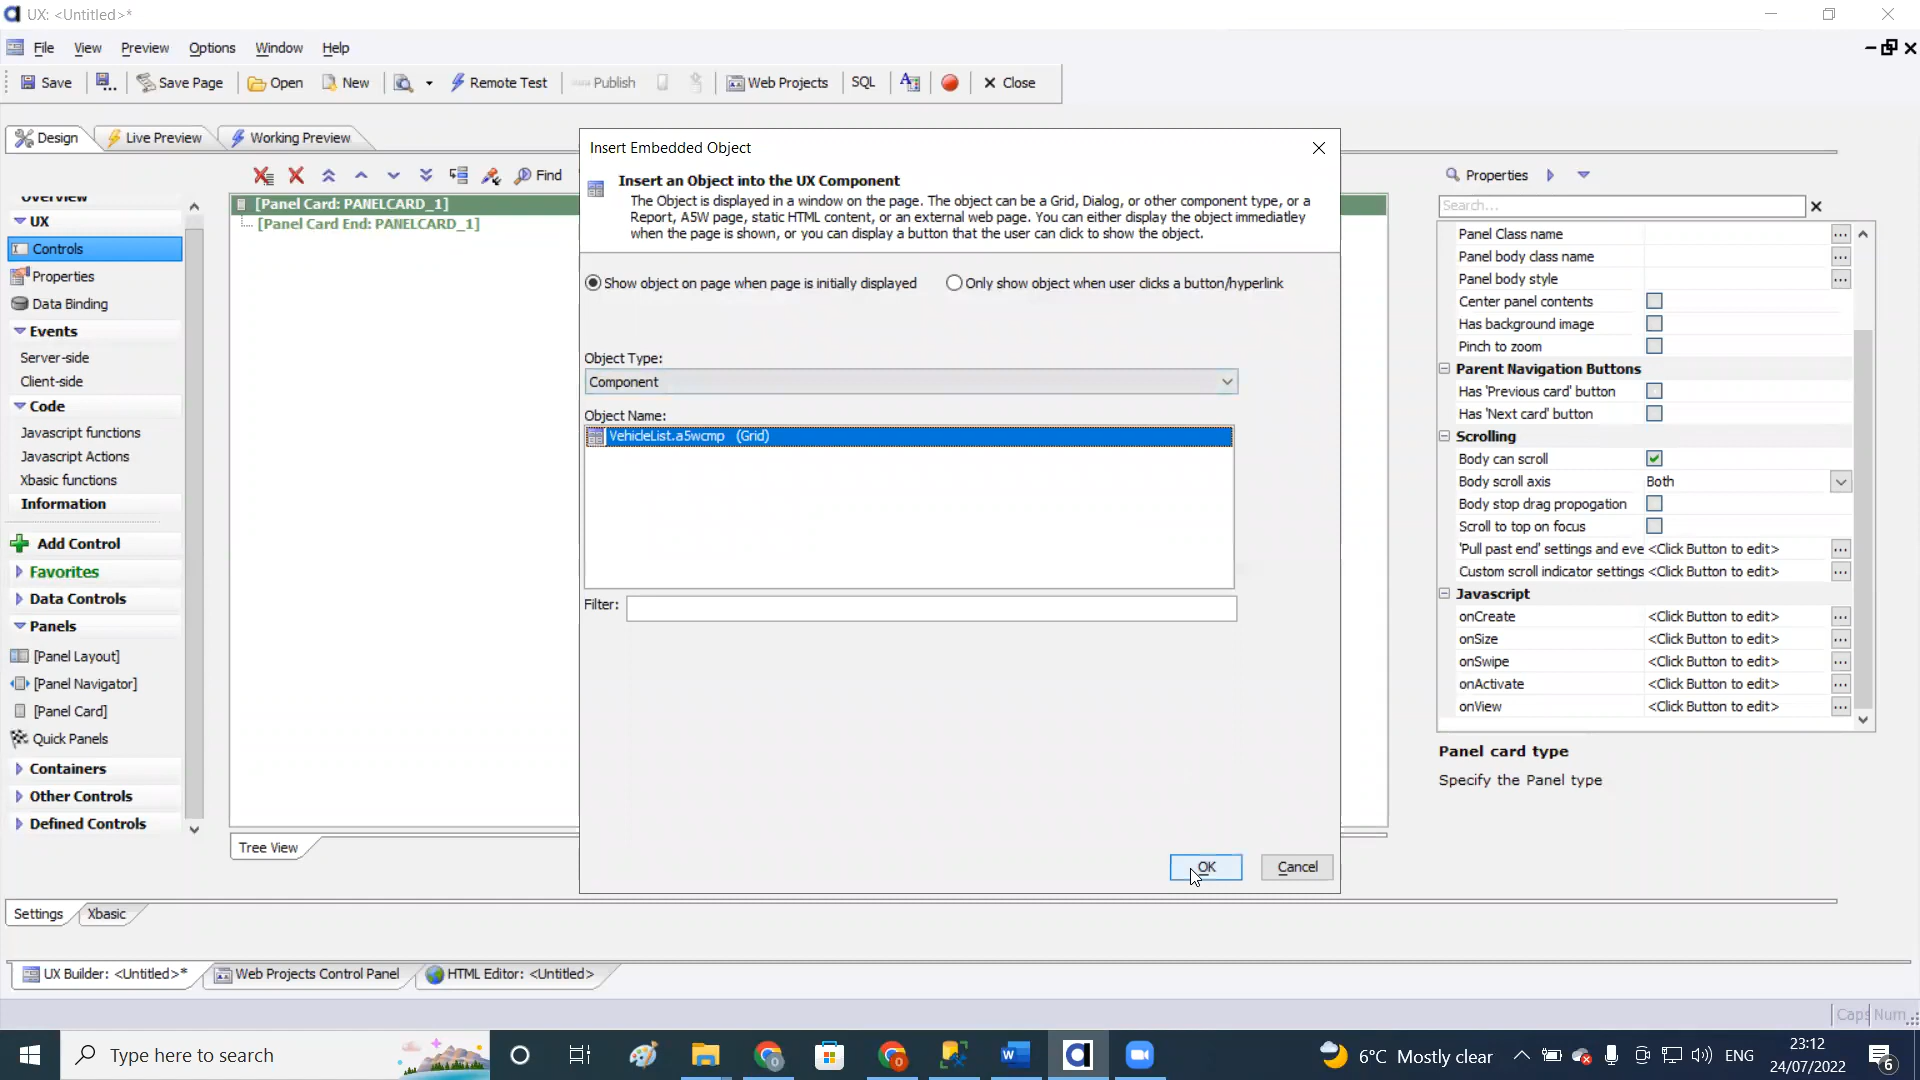 UX: <Untitled>*
File View Preview Options Window Help
Save Save Page Open New Remote Test Publish Web Projects SQL Close
Design Live Preview Working Preview
Find
Overview
UX
Controls
Properties
Data Binding
Events
Server-side
Client-side
Code
Javascript functions
Javascript Actions
Xbasic functions
Information
Add Control
Favorites
Data Controls
Panels
[Panel Layout]
[Panel Navigator]
[Panel Card]
Quick Panels
Containers
Other Controls
Defined Controls
[Panel Card: PANELCARD_1]
[Panel Card End: PANELCARD_1]
Tree View
Insert Embedded Object
Insert an Object into the UX Component
The Object is displayed in a window on the page. The object can be a Grid, Dialog, or other component type, or a
Report, A5W page, static HTML content, or an external web page. You can either display the object immediatley
when the page is shown, or you can display a button that the user can click to show the object.
Show object on page when page is initially displayed Only show object when user clicks a button/hyperlink
Object Type:
Component
Object Name:
VehicleList.a5wcmp (Grid)
Filter:
OK Cancel
Properties
Search...
Panel Class name
Panel body class name
Panel body style
Center panel contents
Has background image
Pinch to zoom
Parent Navigation Buttons
Has 'Previous card' button
Has 'Next card' button
Scrolling
Body can scroll
Body scroll axis Both
Body stop drag propogation
Scroll to top on focus
'Pull past end' settings and eve <Click Button to edit>
Custom scroll indicator settings <Click Button to edit>
Javascript
onCreate <Click Button to edit>
onSize <Click Button to edit>
onSwipe <Click Button to edit>
onActivate <Click Button to edit>
onView <Click Button to edit>
Panel card type
Specify the Panel type
Settings Xbasic
UX Builder: <Untitled>* Web Projects Control Panel HTML Editor: <Untitled>
Caps Num
Type here to search
6°C Mostly clear
ENG
23:12
24/07/2022
6